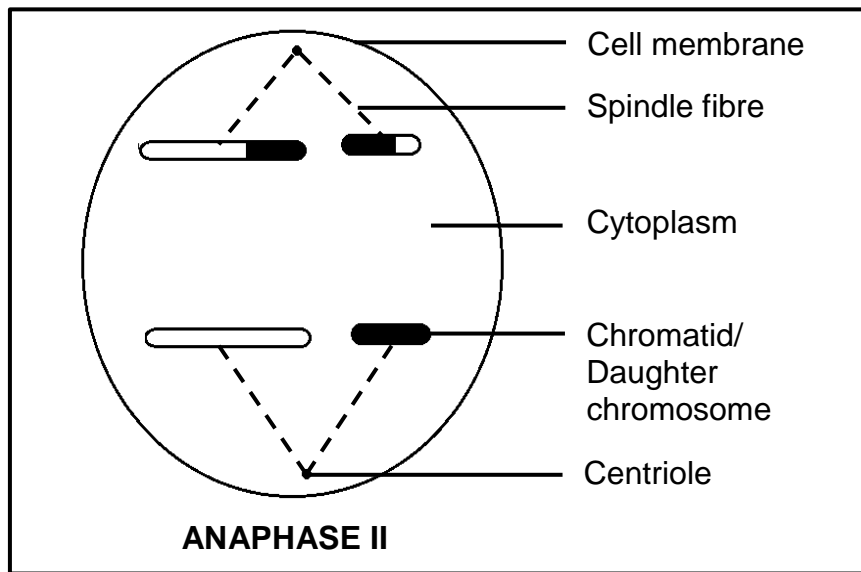 Cell membrane
Spindle fibre
Cytoplasm
Chromatid/
Daughter
chromosome
Centriole
ANAPHASE II